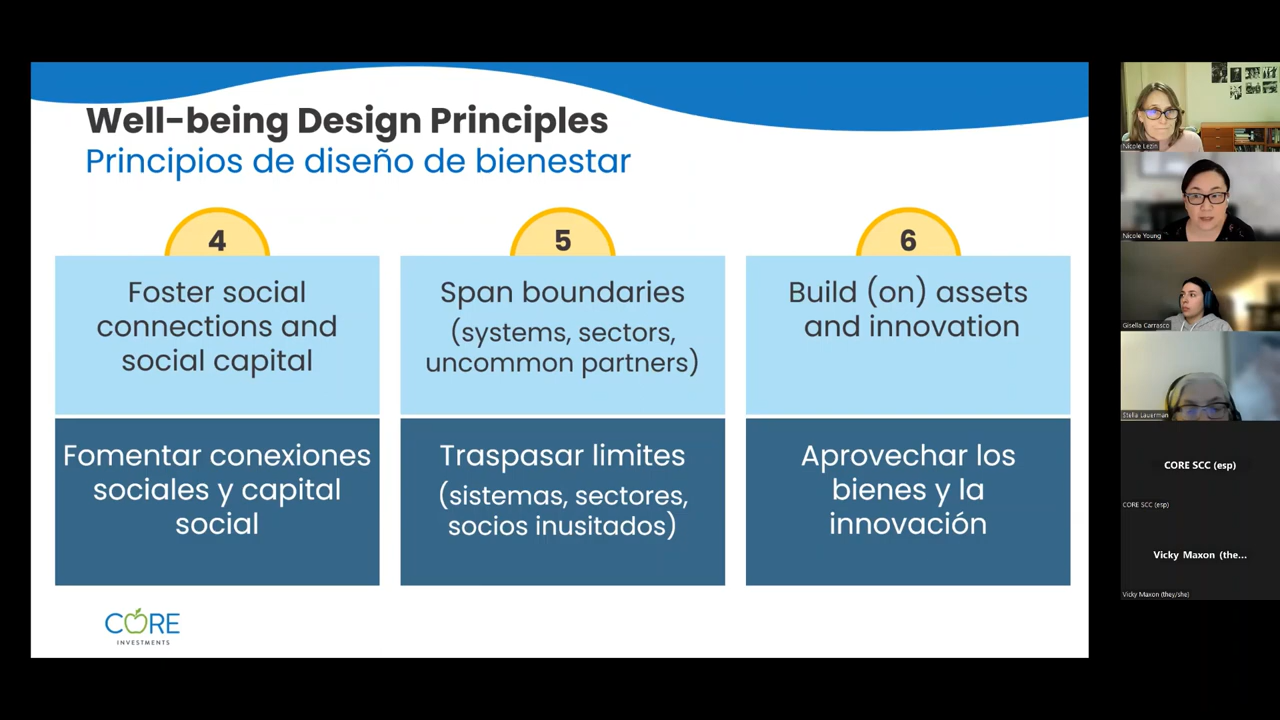 Well-being Design Principles
Principios de diseño de bienestar
4
Foster social
connections and
social capital
Fomentar conexiones
sociales y capital
social
5
Span boundaries
(systems, sectors,
uncommon partners)
Traspasar limites
(sistemas, sectores,
socios inusitados)
6
Build (on) assets
and innovation
Aprovechar los
bienes y la
innovación
CORE
INVESTMENTS
Nicole Lezin
Nicole Young
Gisella Carrasco
Stella Lauerman
CORE SCC (esp)
CORE SCC (esp)
Vicky Maxon (the...
Vicky Maxon (they/she)